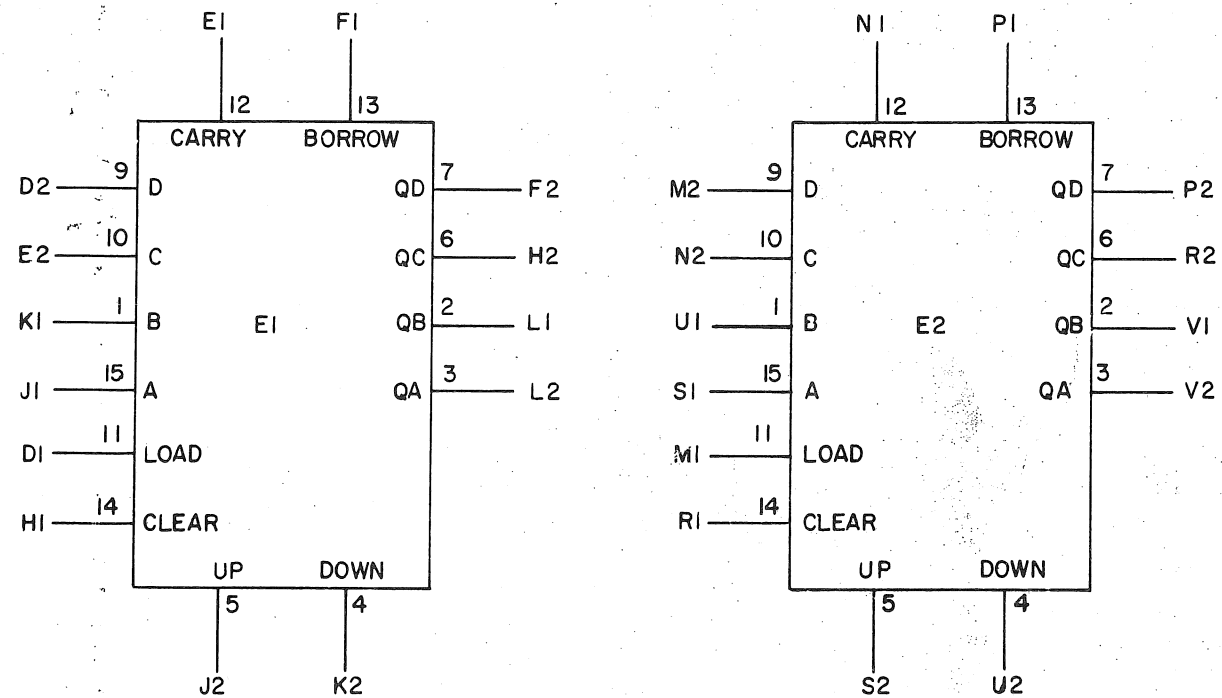 E1 F1 N1 P1
12 13 12 13
CARRY BORROW CARRY BORROW
D2 9 D QD 7 F2 M2 9 D QD 7 P2
E2 10 C QC 6 H2 N2 10 C QC 6 R2
K1 1 B E1 QB 2 L1 U1 1 B E2 QB 2 V1
J1 15 A QA 3 L2 S1 15 A QA 3 V2
D1 11 LOAD M1 11 LOAD
H1 14 CLEAR R1 14 CLEAR
UP DOWN UP DOWN
5 4 5 4
J2 K2 S2 U2